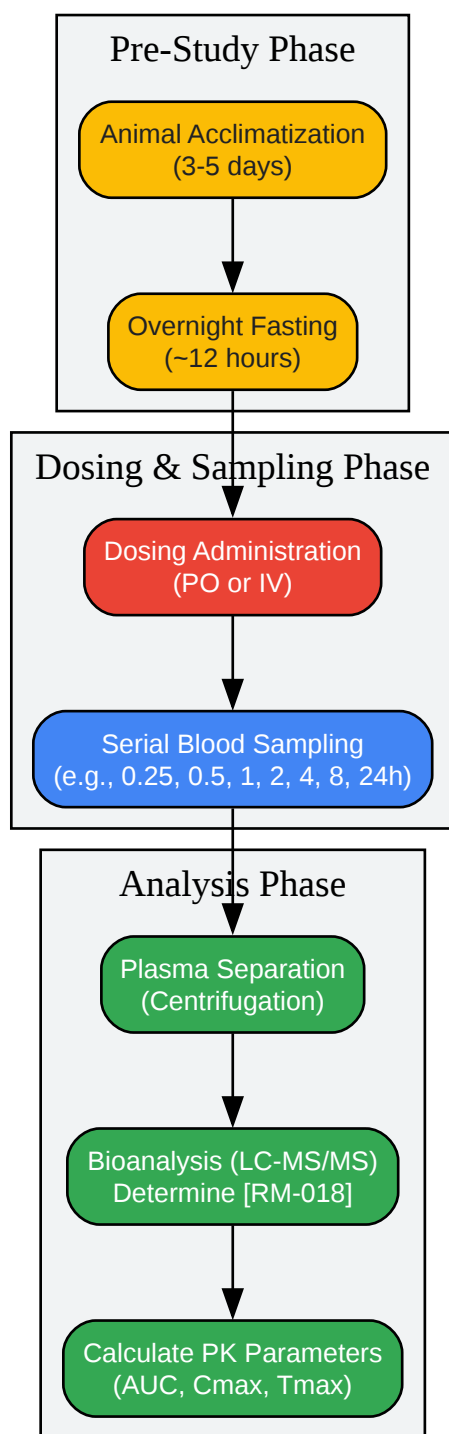 Pre-Study Phase
Animal Acclimatization
(3-5 days)
Overnight Fasting
(~12 hours)
Dosing & Sampling Phase
Dosing Administration
(PO or IV)
Serial Blood Sampling
(e.g., 0.25, 0.5, 1, 2, 4, 8, 24h)
Analysis Phase
Plasma Separation
(Centrifugation)
Bioanalysis (LC-MS/MS)
Determine [RM-018]
Calculate PK Parameters
(AUC, Cmax, Tmax)